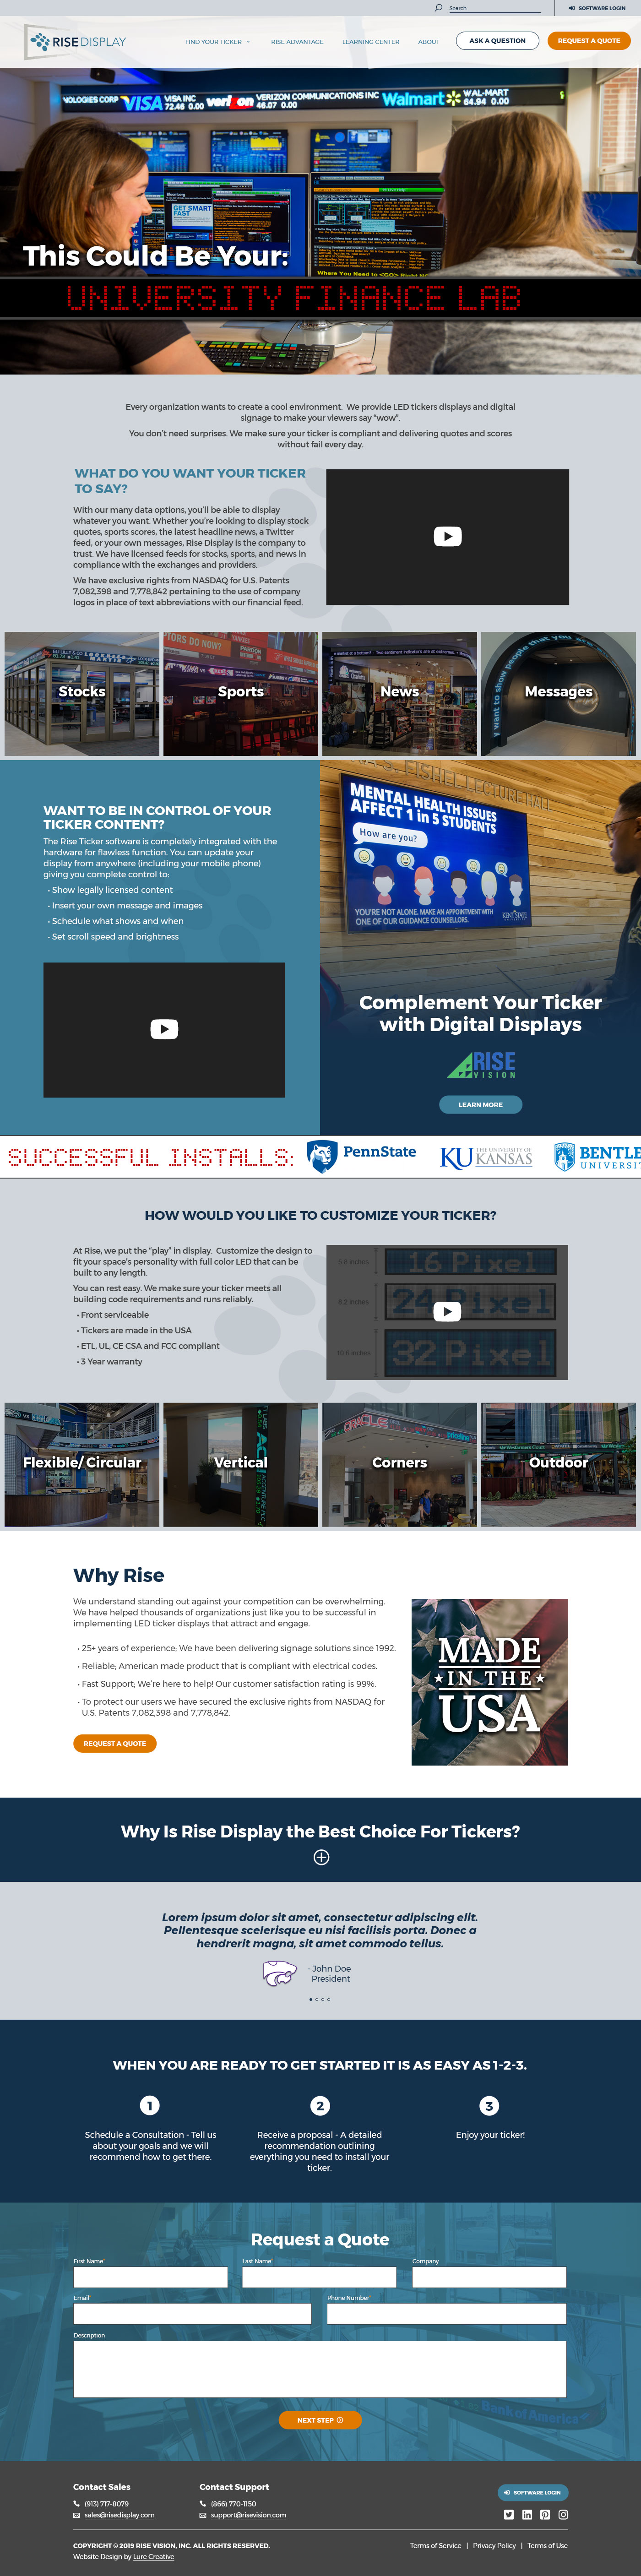 Search
SOFTWARE LOGIN
RISE DISPLAY
FIND YOUR TICKER
RISE ADVANTAGE
LEARNING CENTER
ABOUT
ASK A QUESTION
REQUEST A QUOTE
NOLOGIES CORP VISA VISA INC 72.46 0.00 verizon VERIZON COMMUNICATIONS INC 46.07 0.00 Walmart WAL-MART 64.94 0.00
Bloomberg
GET SMART
FAST
Where You Need to
This Could Be Your:
UNIVERSITY FINANCE LAB
Every organization wants to create a cool environment. We provide LED tickers displays and digital
signage to make your viewers say “wow”.
You don’t need surprises. We make sure your ticker is compliant and delivering quotes and scores
without fail every day.
WHAT DO YOU WANT YOUR TICKER
TO SAY?
With our many data options, you’ll be able to display
whatever you want. Whether you’re looking to display stock
quotes, sports scores, the latest headline news, a Twitter
feed, or your own messages, Rise Display is the company to
trust. We have licensed feeds for stocks, sports, and news in
compliance with the exchanges and providers.
We have exclusive rights from NASDAQ for U.S. Patents
7,082,398 and 7,778,842 pertaining to the use of company
logos in place of text abbreviations with our financial feed.
Stocks
TORS DO NOW?
Sports
News
I want to show people that you
Messages
WANT TO BE IN CONTROL OF YOUR
TICKER CONTENT?
The Rise Ticker software is completely integrated with the
hardware for flawless function. You can update your
display from anywhere (including your mobile phone)
giving you complete control to:
• Show legally licensed content
• Insert your own message and images
• Schedule what shows and when
• Set scroll speed and brightness
LECTURE HALL
MENTAL HEALTH ISSUES
AFFECT 1 in 5 STUDENTS
How are you?
YOU'RE NOT ALONE. MAKE AN APPOINTMENT WITH
ONE OF OUR GUIDANCE COUNSELLORS.
KENT STATE
Complement Your Ticker
with Digital Displays
RISE
VISION
LEARN MORE
SUCCESSFUL INSTALLS:
PennState
KU THE UNIVERSITY OF
KANSAS
BENTLE
UNIVERSI
HOW WOULD YOU LIKE TO CUSTOMIZE YOUR TICKER?
At Rise, we put the “play” in display. Customize the design to
fit your space’s personality with full color LED that can be
built to any length.
You can rest easy. We make sure your ticker meets all
building code requirements and runs reliably.
• Front serviceable
• Tickers are made in the USA
• ETL, UL, CE CSA and FCC compliant
• 3 Year warranty
16 Pixel
24 Pixel
32 Pixel
Flexible/ Circular
Vertical
ORACLE
priceline
Corners
Outdoor
Why Rise
We understand standing out against your competition can be overwhelming.
We have helped thousands of organizations just like you to be successful in
implementing LED ticker displays that attract and engage.
• 25+ years of experience; We have been delivering signage solutions since 1992.
• Reliable; American made product that is compliant with electrical codes.
• Fast Support; We’re here to help! Our customer satisfaction rating is 99%.
• To protect our users we have secured the exclusive rights from NASDAQ for
U.S. Patents 7,082,398 and 7,778,842.
REQUEST A QUOTE
MADE
IN THE
USA
Why Is Rise Display the Best Choice For Tickers?
Lorem ipsum dolor sit amet, consectetur adipiscing elit.
Pellentesque scelerisque eu nisi facilisis porta. Donec a
hendrerit magna, sit amet commodo tellus.
- John Doe
President
WHEN YOU ARE READY TO GET STARTED IT IS AS EASY AS 1-2-3.
1
Schedule a Consultation - Tell us
about your goals and we will
recommend how to get there.
2
Receive a proposal - A detailed
recommendation outlining
everything you need to install your
ticker.
3
Enjoy your ticker!
Request a Quote
First Name*
Last Name*
Company
Email*
Phone Number*
Description
Bank of America
NEXT STEP
Contact Sales
(913) 717-8079
sales@risedisplay.com
Contact Support
(866) 770-1150
support@risevision.com
SOFTWARE LOGIN
COPYRIGHT © 2019 RISE VISION, INC. ALL RIGHTS RESERVED.
Website Design by Lure Creative
Terms of Service | Privacy Policy | Terms of Use